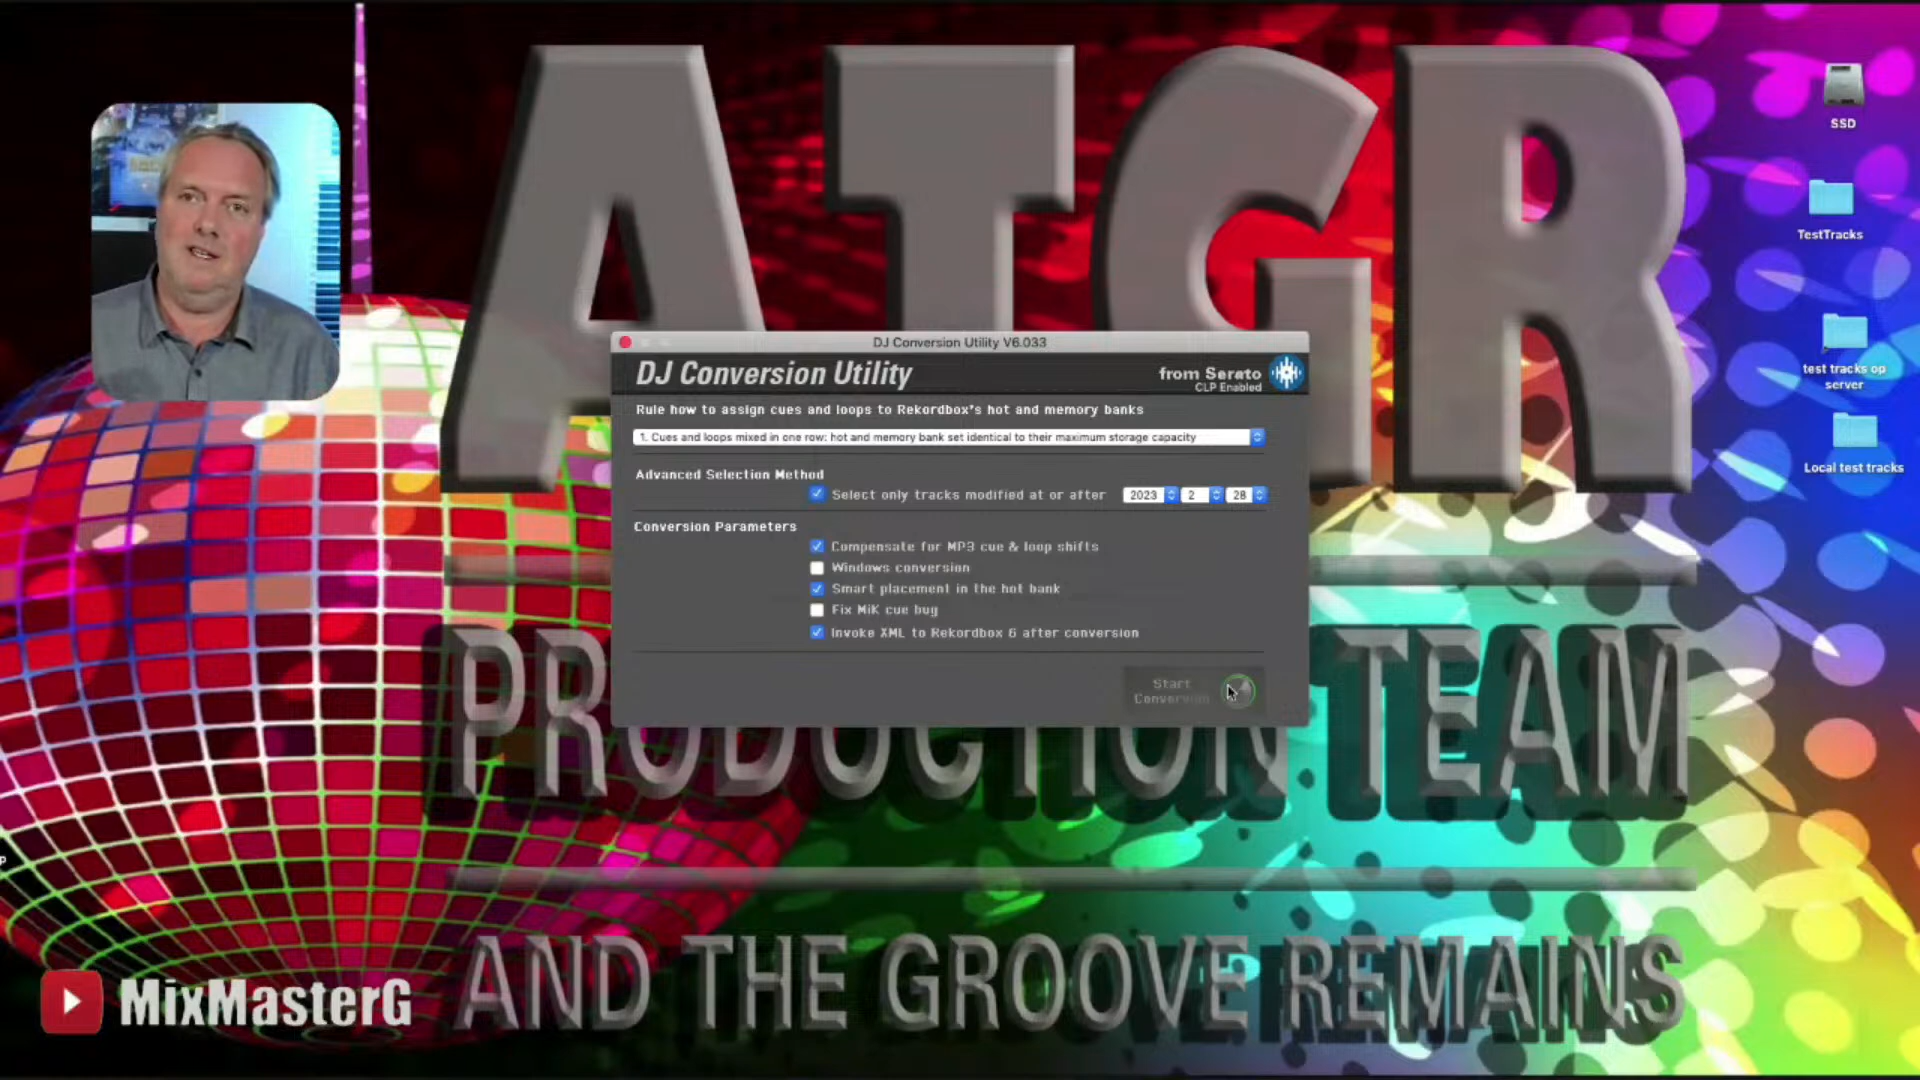 ATGR
SSD
TestTracks
test tracks op
server
Local test tracks
DJ Conversion Utility V6.033
DJ Conversion Utility
from Serato
CLP Enabled
Rule how to assign cues and loops to Rekordbox's hot and memory banks
1. Cues and loops mixed in one row: hot and memory bank set identical to their maximum storage capacity
Advanced Selection Method
Select only tracks modified at or after 2023 2 28
Conversion Parameters
Compensate for MP3 cue & loop shifts
Windows conversion
Smart placement in the hot bank
Fix MiK cue bug
Invoke XML to Rekordbox 6 after conversion
Start
Conversion
PRODUCTION TEAM
AND THE GROOVE REMAINS
MixMasterG
p